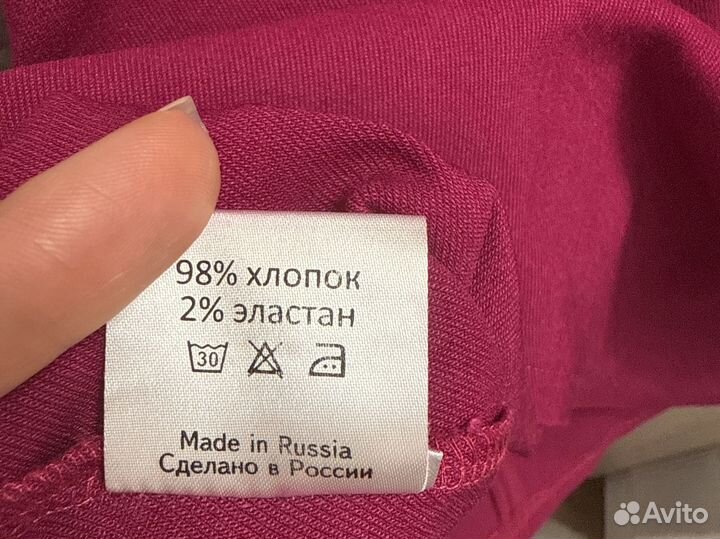 98% хлопок
2% эластан
30
Made in Russia
Сделано в России
Avito